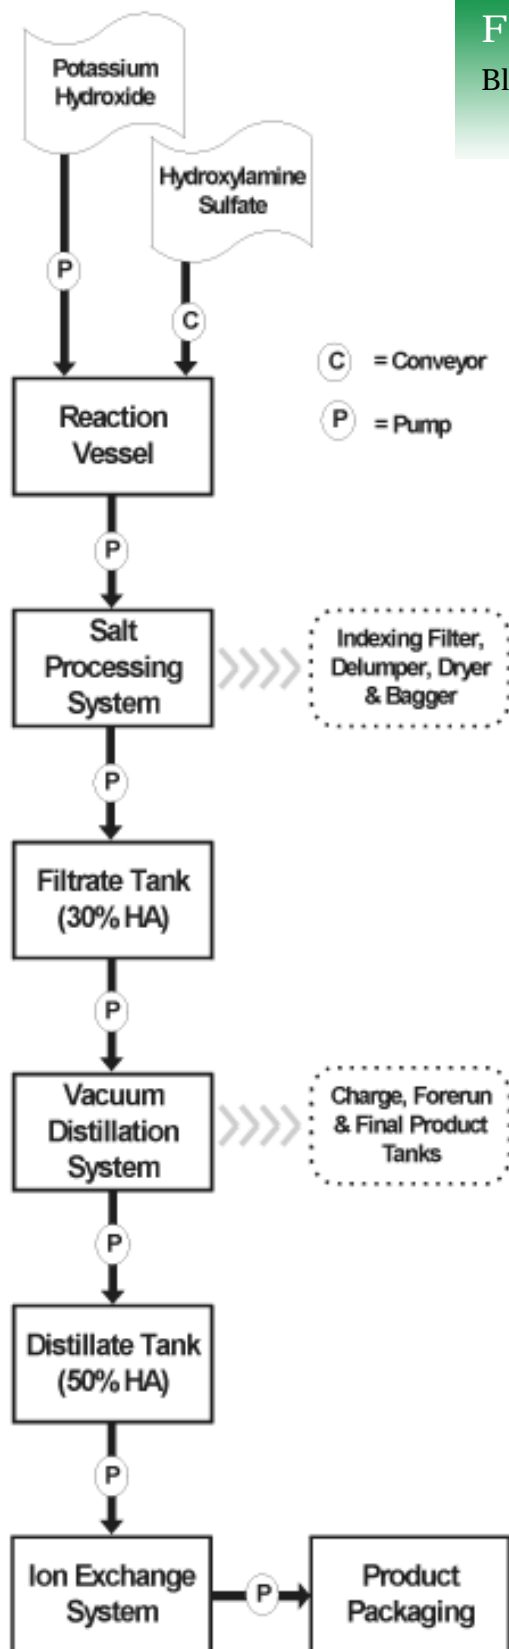 F
Bl
Potassium
Hydroxide
Hydroxylamine
Sulfate
P
C
C = Conveyor
P = Pump
Reaction
Vessel
P
Salt
Processing
System
Indexing Filter,
Delumper, Dryer
& Bagger
P
Filtrate Tank
(30% HA)
P
Vacuum
Distillation
System
Charge, Forerun
& Final Product
Tanks
P
Distillate Tank
(50% HA)
P
Ion Exchange
System
P
Product
Packaging